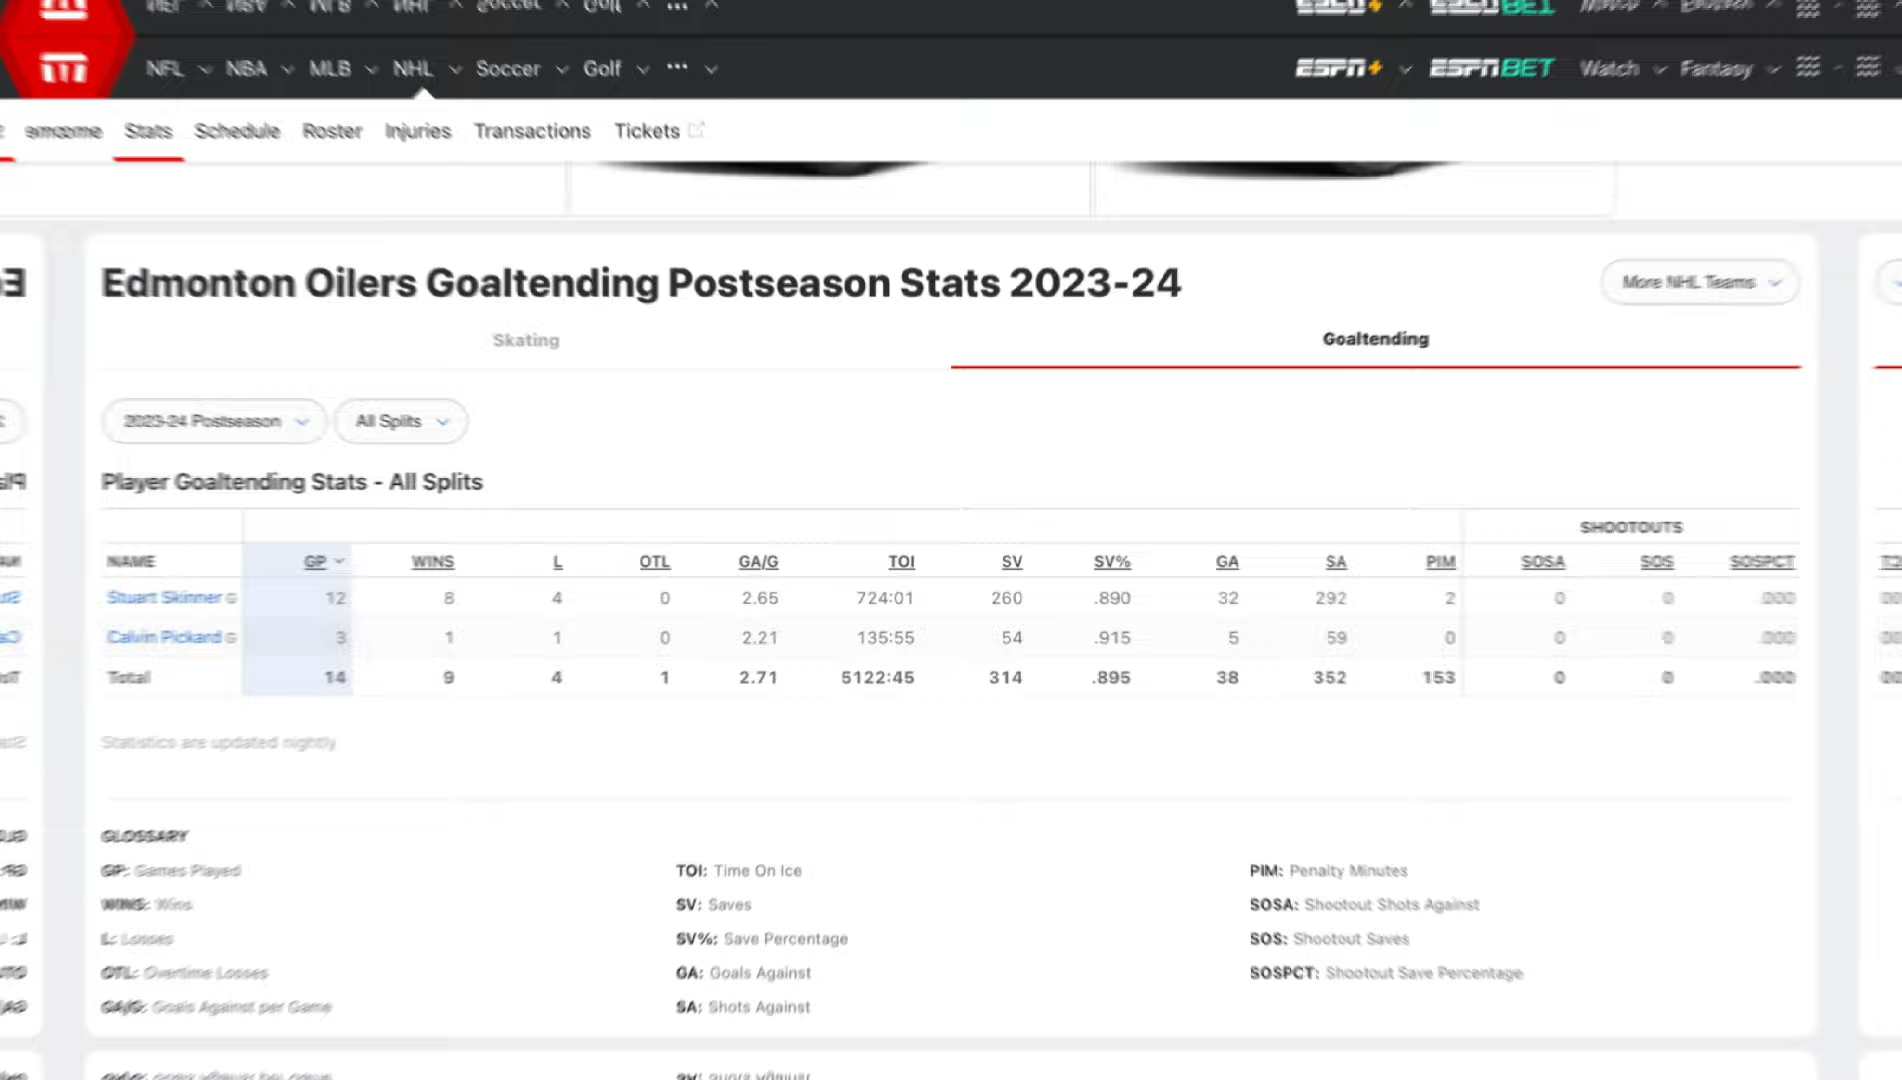 NFL NBA MLB NHL Soccer Golf ••• ESPN+ ESPN BET Watch Fantasy
Stats Schedule Roster Injuries Transactions Tickets
Edmonton Oilers Goaltending Postseason Stats 2023-24
More NHL Teams
Skating Goaltending
2023-24 Postseason All Splits
Player Goaltending Stats - All Splits
SHOOTOUTS
NAME GP WINS L OTL GA/G TOI SV SV% GA SA PIM SOSA SOS SOSPCT
Stuart Skinner G 12 8 4 0 2.65 724:01 260 .890 32 292 2 0 0 .000
Calvin Pickard G 3 1 1 0 2.21 135:55 54 .915 5 59 0 0 0 .000
Total 14 9 4 1 2.71 5122:45 314 .895 38 352 153 0 0 .000
Statistics are updated nightly
GLOSSARY
GP: Games Played TOI: Time On Ice PIM: Penalty Minutes
WINS: Wins SV: Saves SOSA: Shootout Shots Against
L: Losses SV%: Save Percentage SOS: Shootout Saves
OTL: Overtime Losses GA: Goals Against SOSPCT: Shootout Save Percentage
GA/G: Goals Against per Game SA: Shots Against